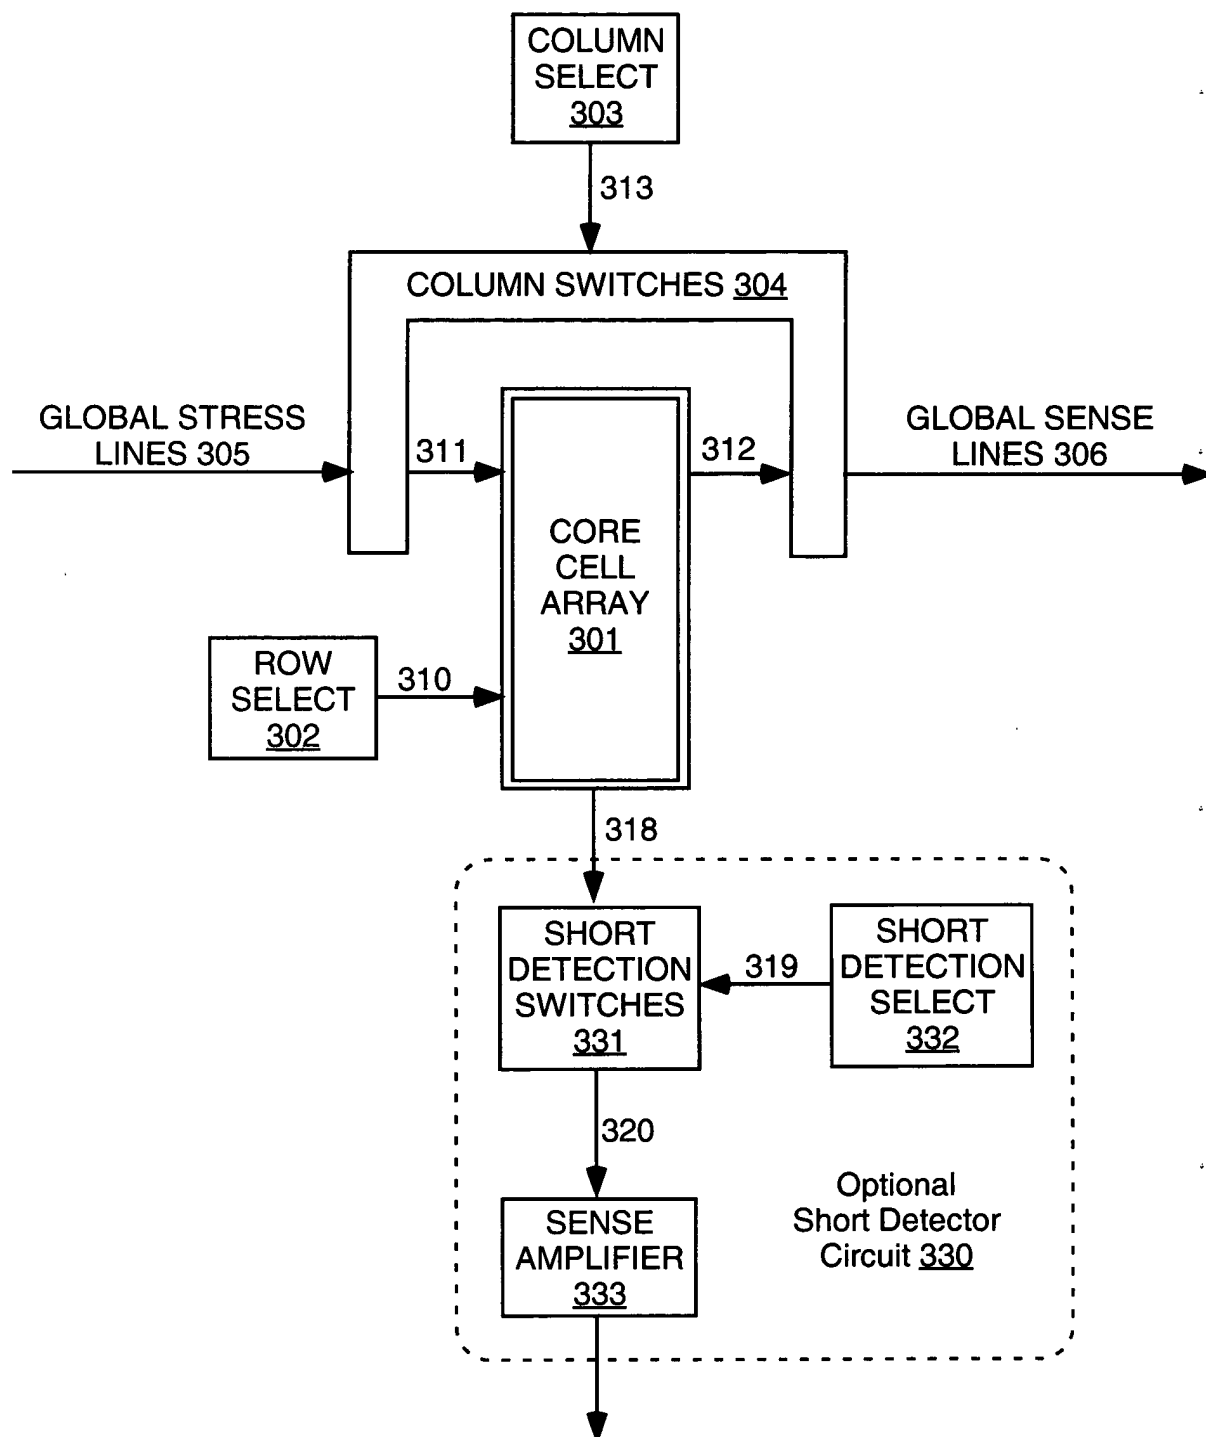 COLUMN
SELECT
303
313
COLUMN SWITCHES 304
GLOBAL STRESS
LINES 305
311
312
GLOBAL SENSE
LINES 306
CORE
CELL
ARRAY
301
ROW
SELECT
302
310
318
SHORT
DETECTION
SWITCHES
331
319
SHORT
DETECTION
SELECT
332
320
SENSE
AMPLIFIER
333
Optional
Short Detector
Circuit 330